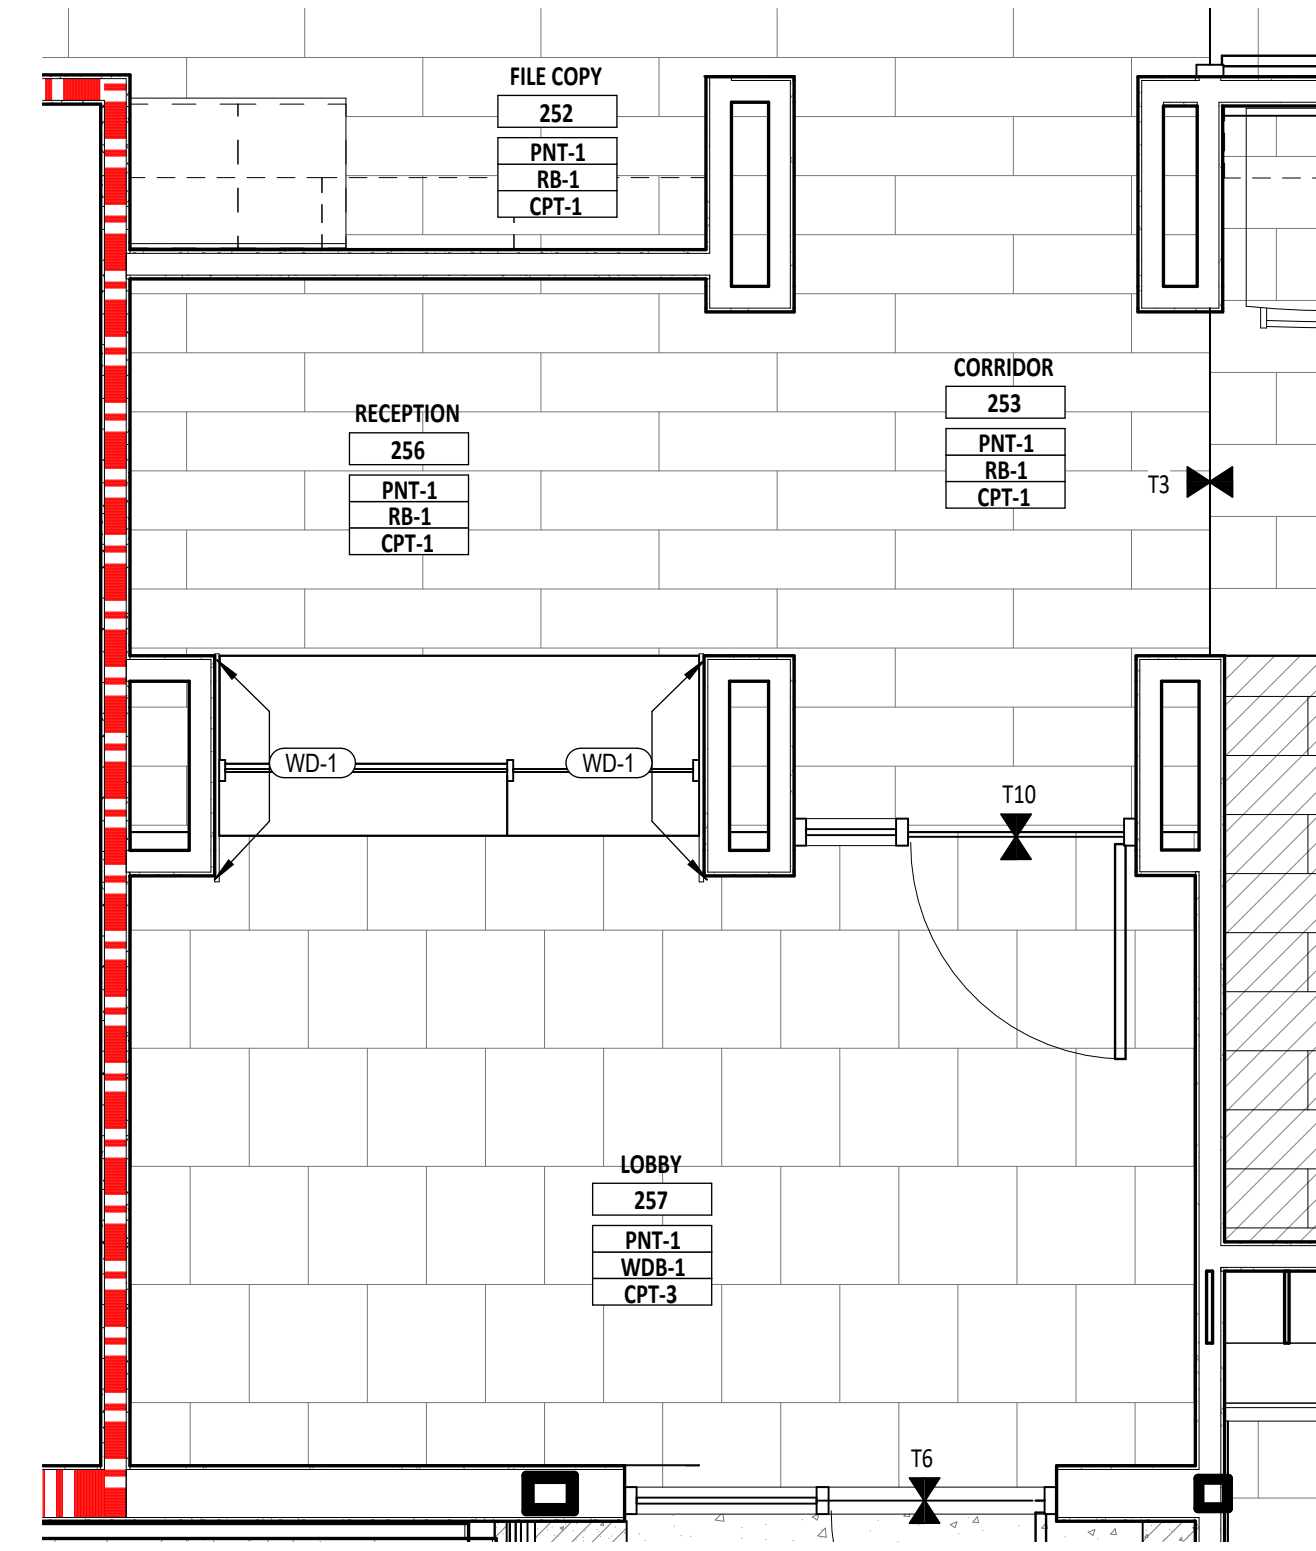 FILE COPY
252
PNT-1
RB-1
CPT-1
CORRIDOR
253
PNT-1
RB-1
CPT-1
RECEPTION
256
PNT-1
RB-1
CPT-1
T3
WD-1
WD-1
T10
LOBBY
257
PNT-1
WDB-1
CPT-3
T6